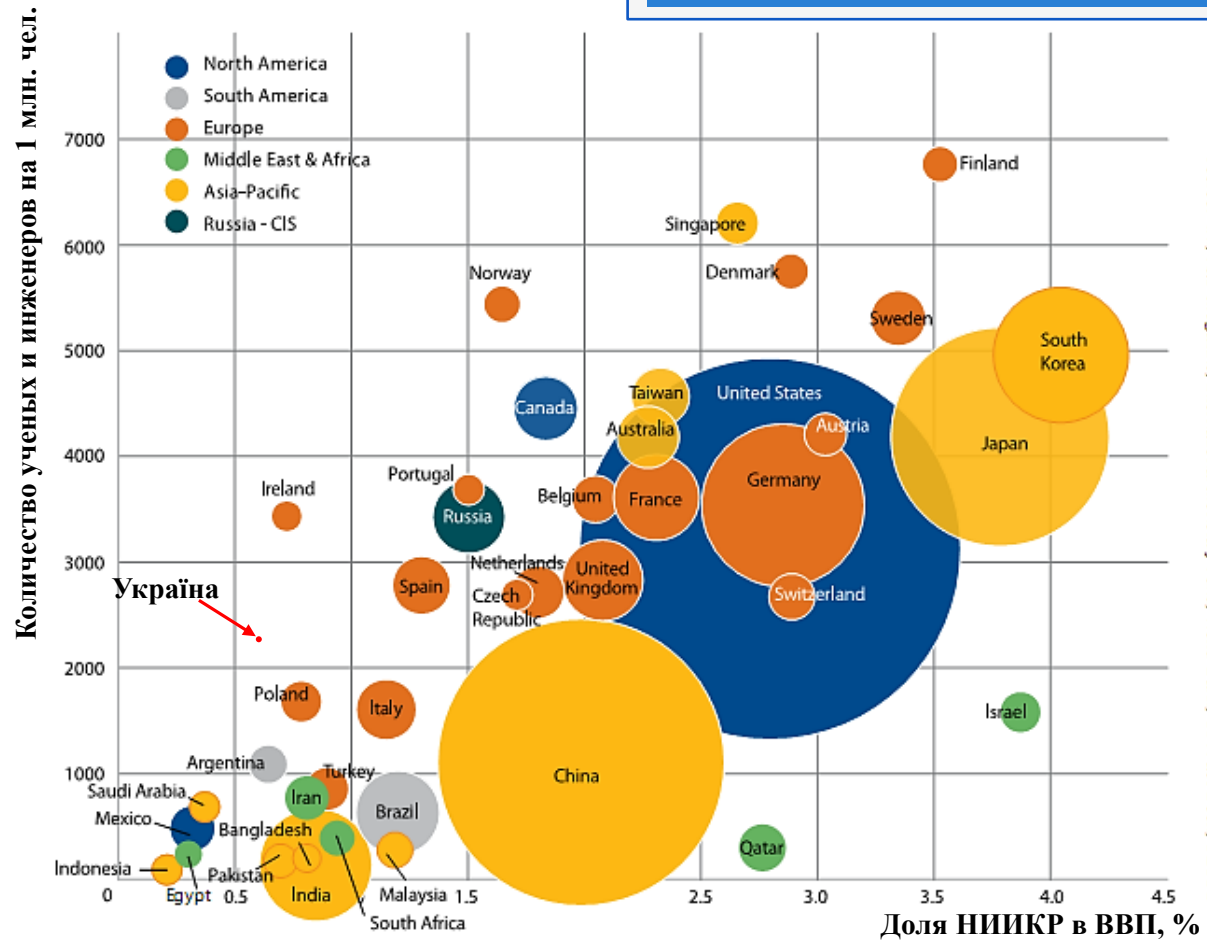 Количество ученых и инженеров на 1 млн. чел.
North America
South America
Europe
Middle East & Africa
Asia-Pacific
Russia - CIS
7000
6000
5000
4000
3000
2000
1000
Finland
Singapore
Denmark
Norway
Sweden
South
Korea
United States
Taiwan
Canada
Austria
Australia
Japan
Portugal
Germany
Ireland
Belgium
France
Russia
Netherlands
United
Kingdom
Spain
Czech
Republic
Switzerland
Україна
Poland
Italy
Israel
Argentina
Turkey
China
Saudi Arabia
Iran
Mexico
Bangladesh
Brazil
Qatar
Indonesia
Pakistan
Egypt
India
Malaysia
South Africa
0
0.5
1.5
2.5
3.0
3.5
4.0
4.5
Доля НИИКР в ВВП, %